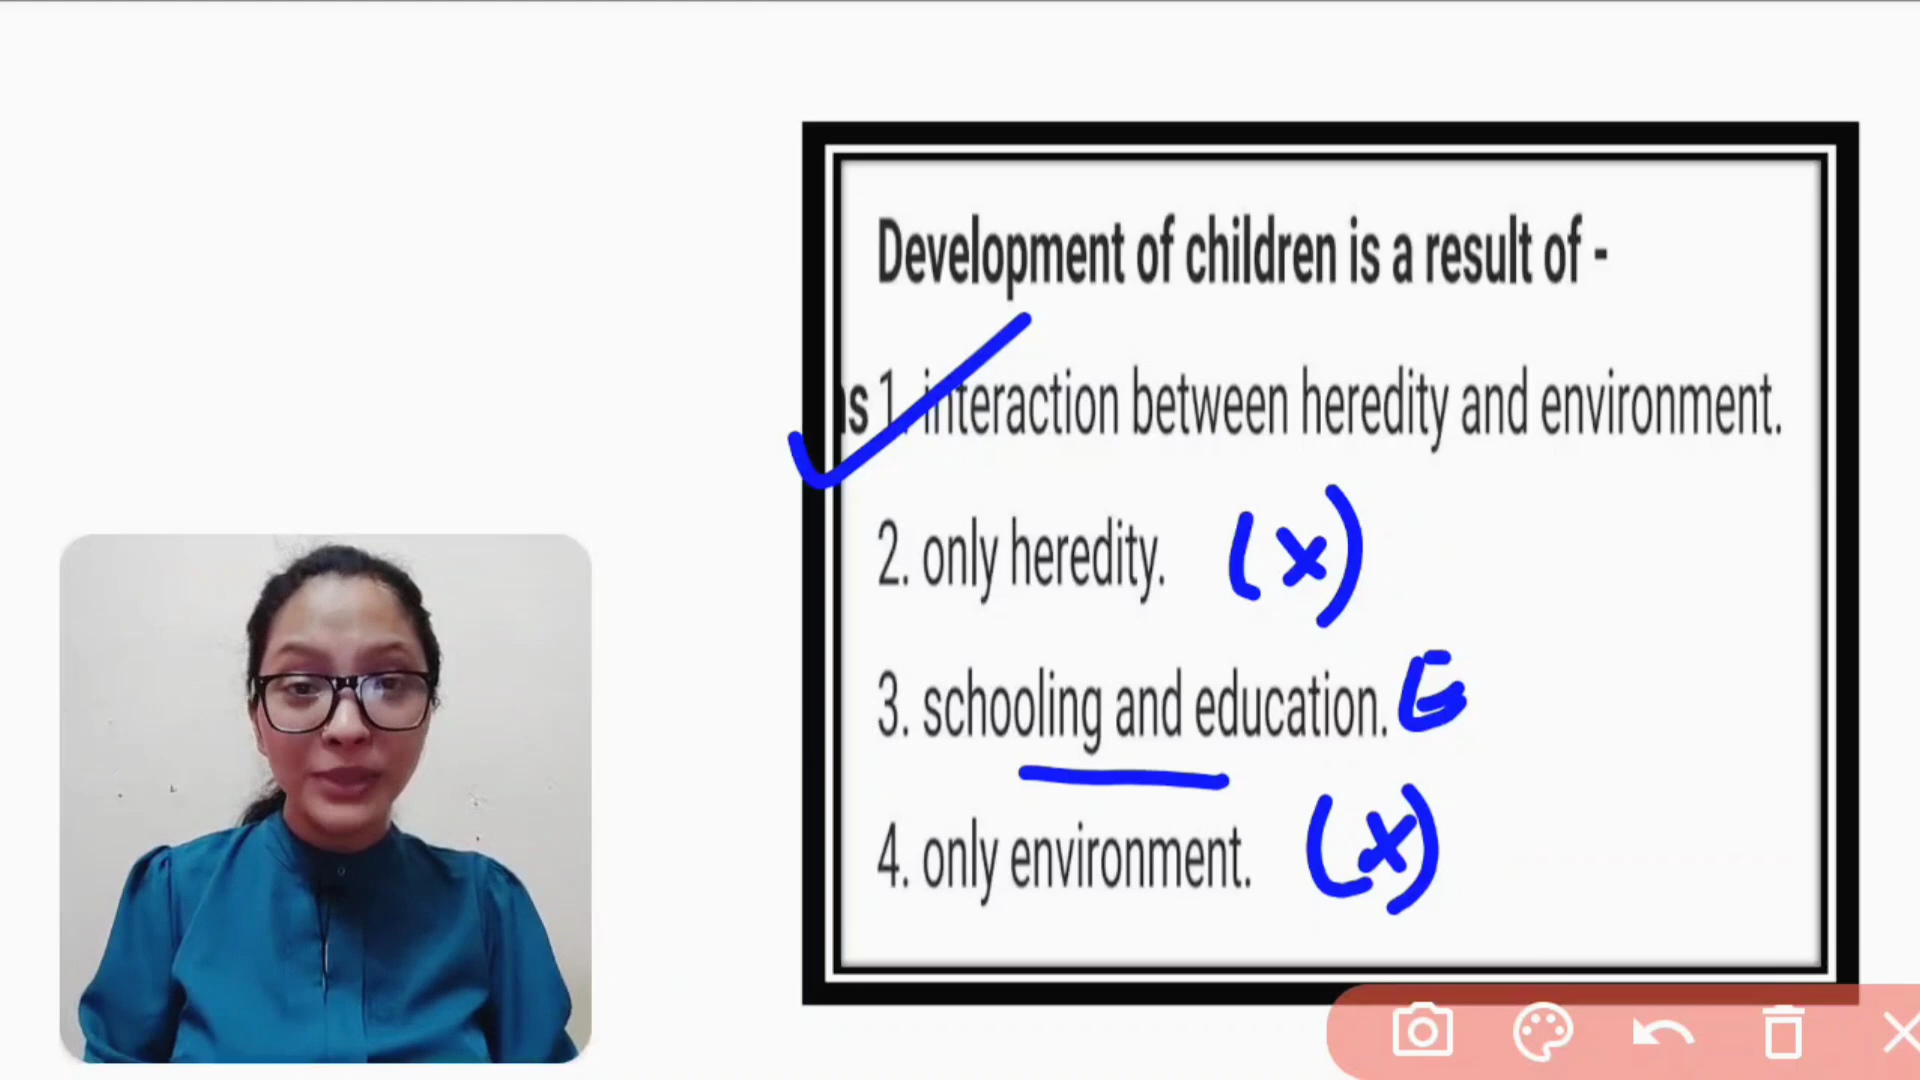 Development of children is a result of -
1. interaction between heredity and environment.
2. only heredity. (x)
3. schooling and education. E
4. only environment. (x)